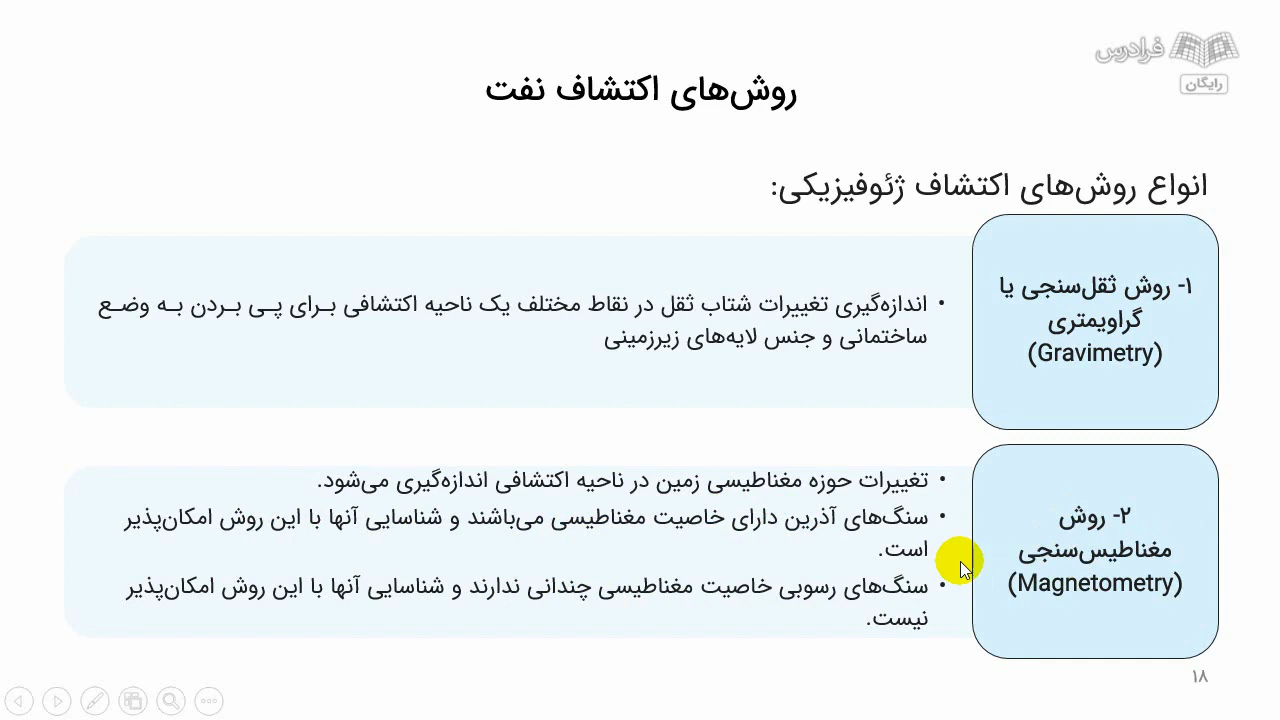 فرادرس
رایگان
روش‌های اکتشاف نفت
انواع روش‌های اکتشاف ژئوفیزیکی:
۱- روش ثقل‌سنجی یا
گراویمتری
(Gravimetry)
• اندازه‌گیری تغییرات شتاب ثقل در نقاط مختلف یک ناحیه اکتشافی برای پی بردن به وضع
ساختمانی و جنس لایه‌های زیرزمینی
۲- روش
مغناطیس‌سنجی
(Magnetometry)
• تغییرات حوزه مغناطیسی زمین در ناحیه اکتشافی اندازه‌گیری می‌شود.
• سنگ‌های آذرین دارای خاصیت مغناطیسی می‌باشند و شناسایی آنها با این روش امکان‌پذیر
است.
• سنگ‌های رسوبی خاصیت مغناطیسی چندانی ندارند و شناسایی آنها با این روش امکان‌پذیر
نیست.
۱۸